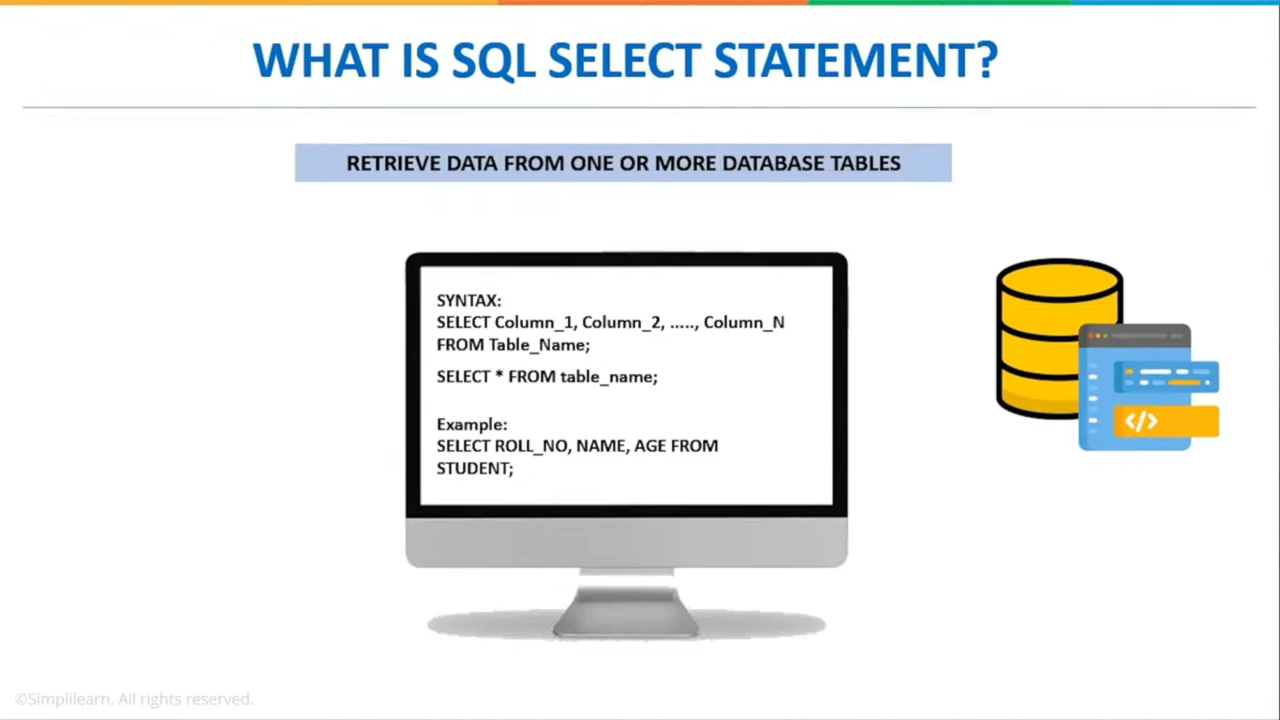 WHAT IS SQL SELECT STATEMENT?
RETRIEVE DATA FROM ONE OR MORE DATABASE TABLES
SYNTAX:
SELECT Column_1, Column_2, ....., Column_N
FROM Table_Name;
SELECT * FROM table_name;
Example:
SELECT ROLL_NO, NAME, AGE FROM
STUDENT;
</>
©Simplilearn. All rights reserved.